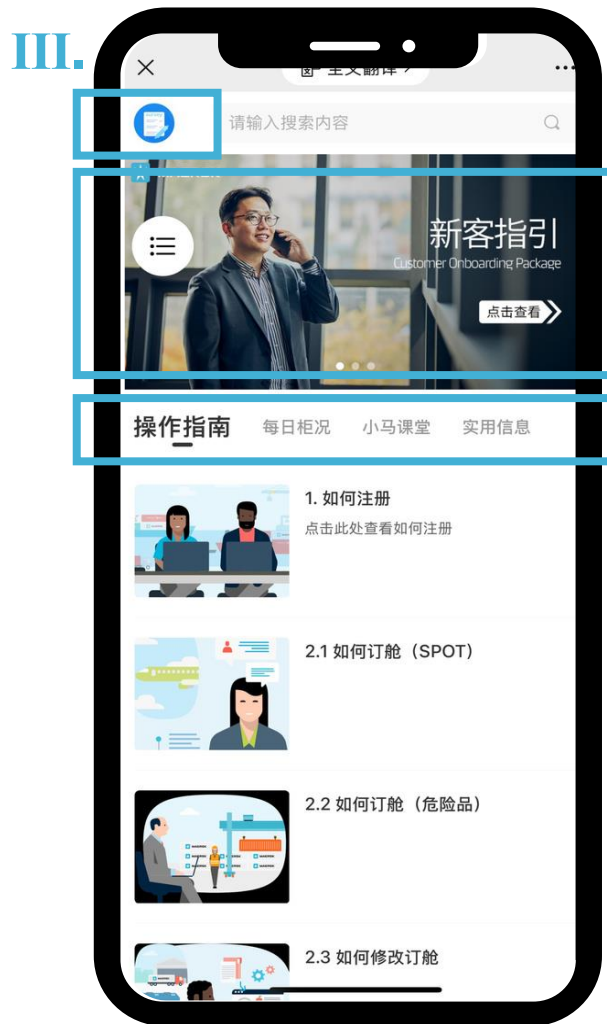 III.
全文翻译
请输入搜索内容
新客指引
Customer Onboarding Package
点击查看
操作指南 每日柜况 小马课堂 实用信息
1. 如何注册
点击此处查看如何注册
2.1 如何订舱（SPOT）
2.2 如何订舱（危险品）
2.3 如何修改订舱